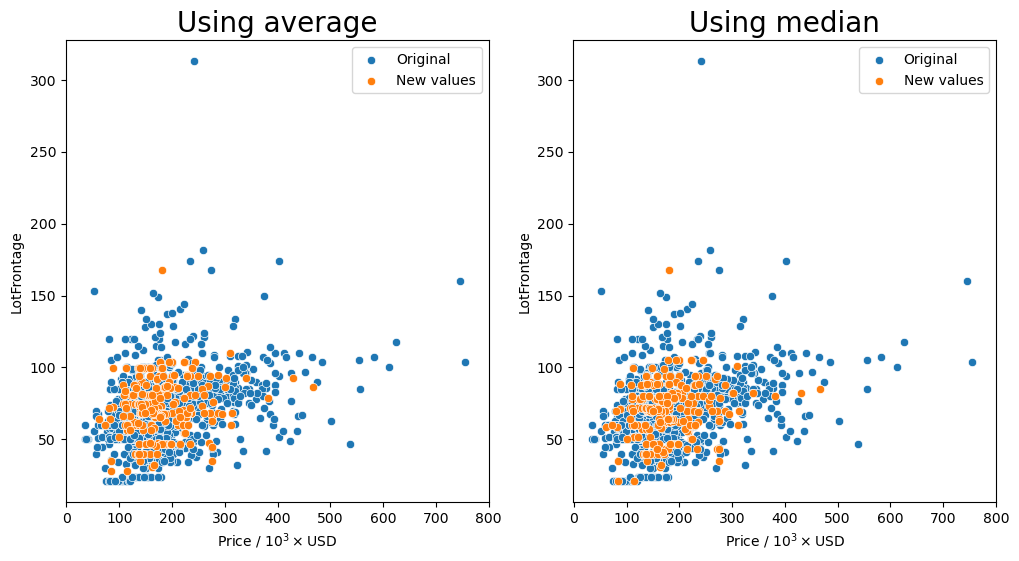 Using average
Original
New values
300
250
200
150
100
50
LotFrontage
0 100 200 300 400 500 600 700 800
Price / 10³ × USD
Using median
Original
New values
300
250
200
150
100
50
LotFrontage
0 100 200 300 400 500 600 700 800
Price / 10³ × USD